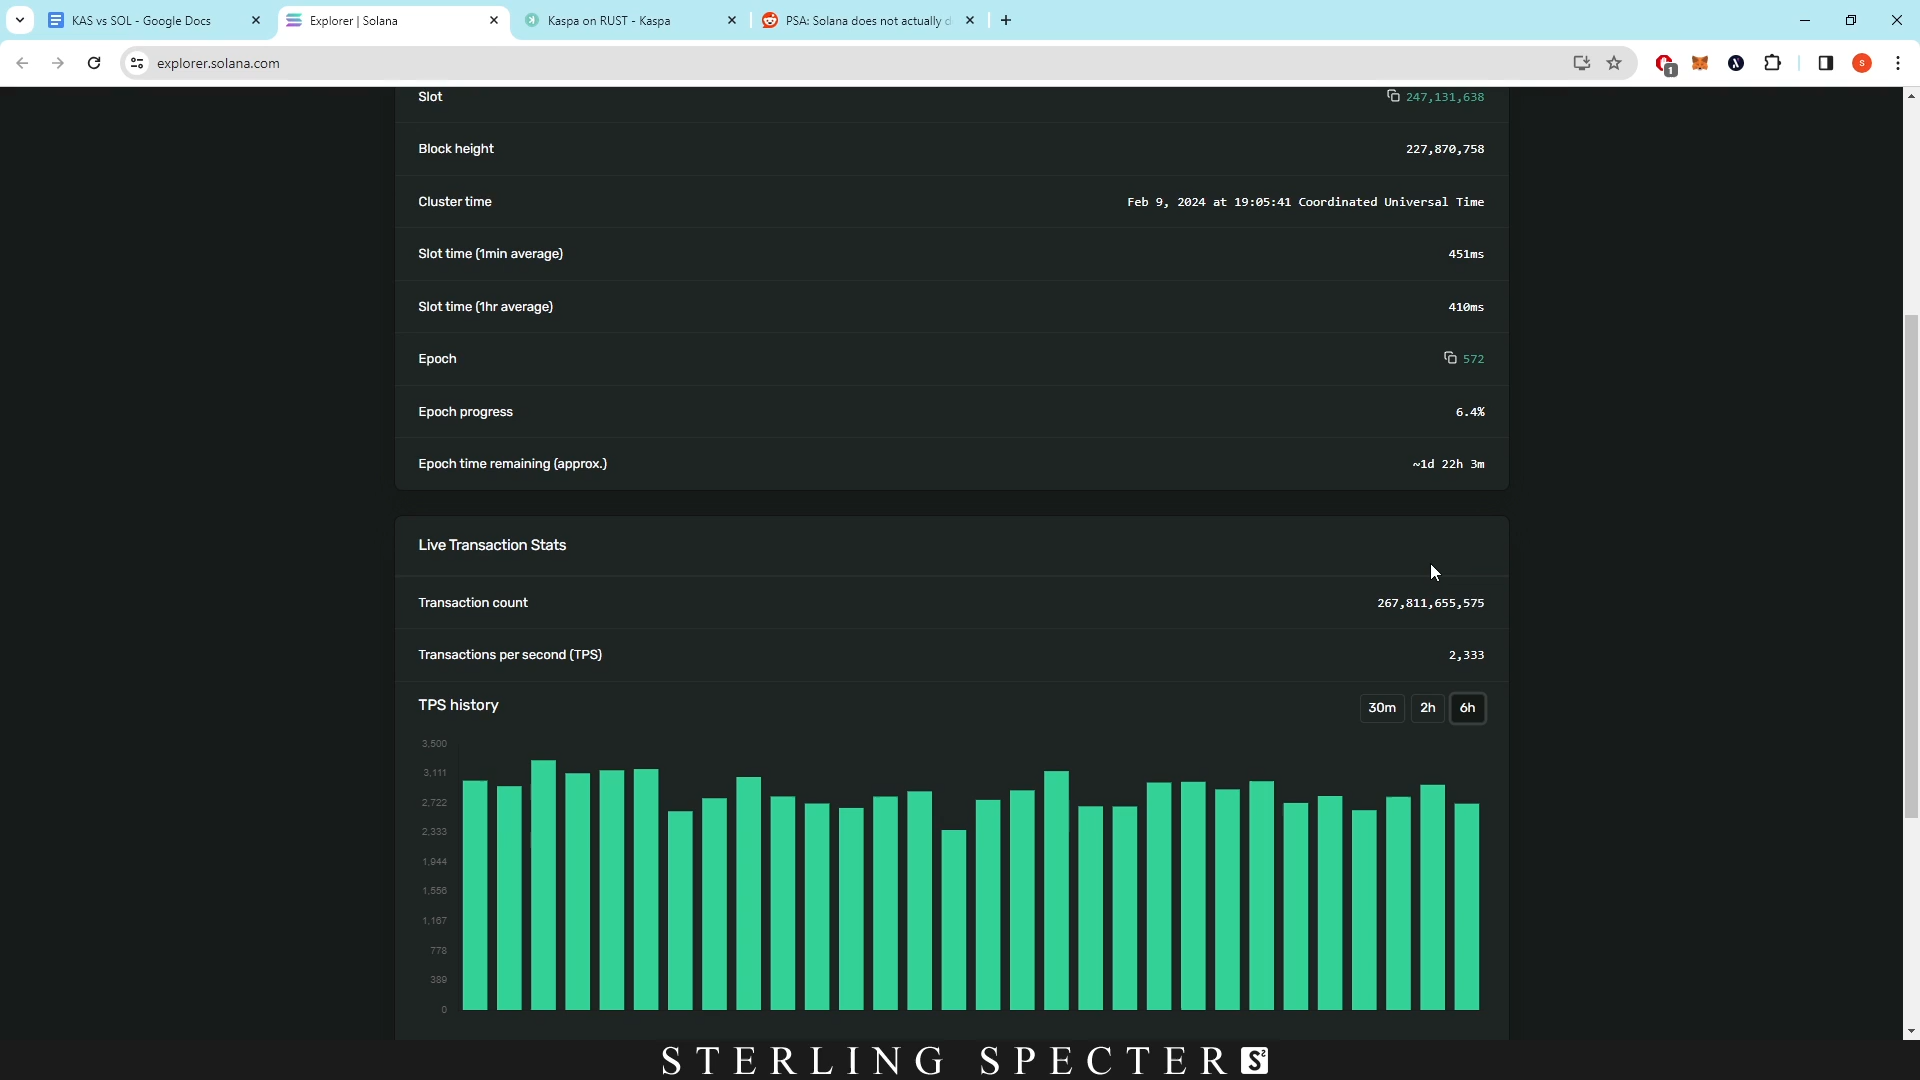 KAS vs SOL - Google Docs
Explorer | Solana
Kaspa on RUST - Kaspa
PSA: Solana does not actually d
explorer.solana.com
1
S
Slot 247,131,638
Block height 227,870,758
Cluster time Feb 9, 2024 at 19:05:41 Coordinated Universal Time
Slot time (1min average) 451ms
Slot time (1hr average) 410ms
Epoch 572
Epoch progress 6.4%
Epoch time remaining (approx.) ~1d 22h 3m
Live Transaction Stats
Transaction count 267,811,655,575
Transactions per second (TPS) 2,333
TPS history 30m 2h 6h
3,500
3,111
2,722
2,333
1,944
1,556
1,167
778
389
0
STERLING SPECTER S²